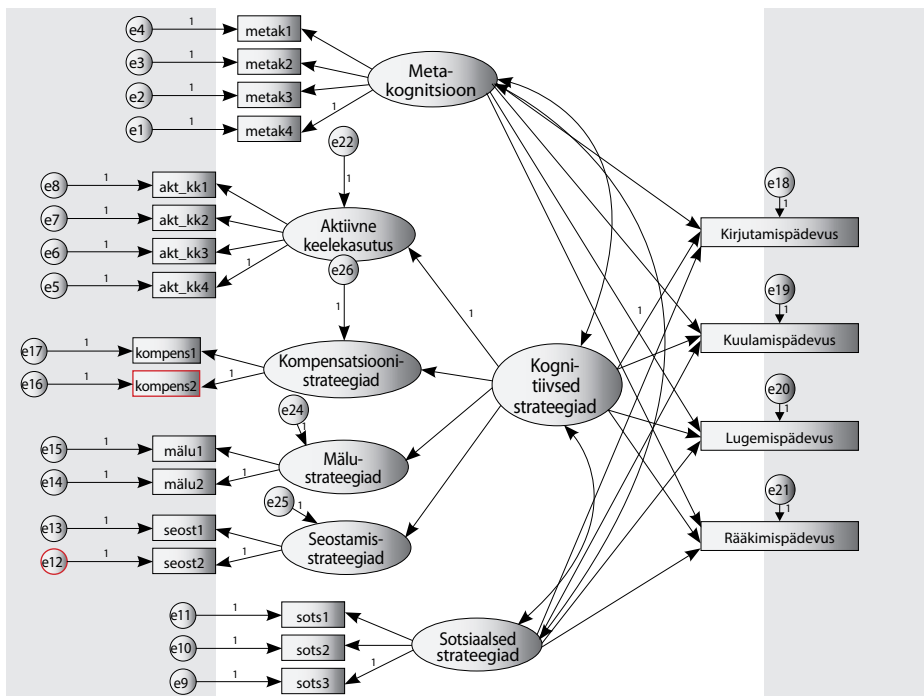 e4
1
metak1
e3
1
metak2
e2
1
metak3
e1
1
metak4
1
Meta-
kognitsioon
e22
1
e8
1
akt_kk1
e7
1
akt_kk2
e6
1
akt_kk3
e5
1
akt_kk4
1
Aktiivne
keelekasutus
e26
1
e17
1
kompens1
e16
1
kompens2
1
Kompensatsiooni-
strateegiad
e24
1
e15
1
mälu1
e14
1
mälu2
1
Mälu-
strateegiad
e25
1
e13
1
seost1
e12
1
seost2
1
Seostamis-
strateegiad
e11
1
sots1
e10
1
sots2
e9
1
sots3
1
Sotsiaalsed
strateegiad
1
Kogni-
tiivsed
strateegiad
1
e18
1
Kirjutamispädevus
e19
1
Kuulamispädevus
e20
1
Lugemispädevus
e21
1
Rääkimispädevus